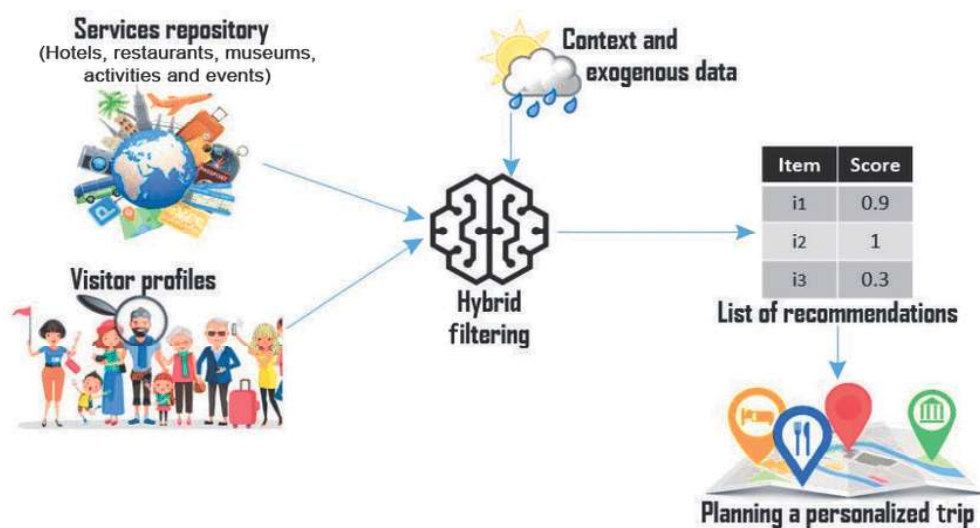 Services repository
(Hotels, restaurants, museums,
activities and events)
Context and
exogenous data
Item Score
i1 0.9
i2 1
i3 0.3
Visitor profiles
Hybrid
filtering
List of recommendations
Planning a personalized trip